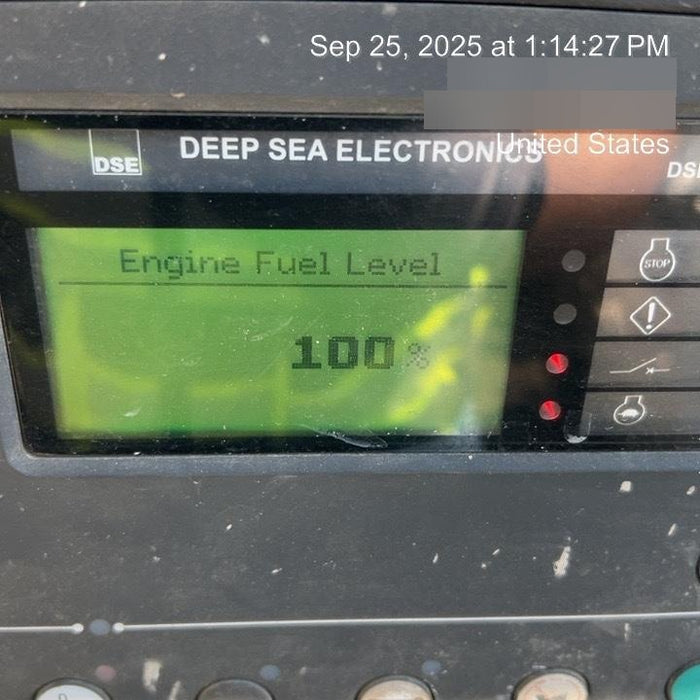 Sep 25, 2025 at 1:14:27 PM
United States
DSE
DEEP SEA ELECTRONICS
Engine Fuel Level
100 %
STOP